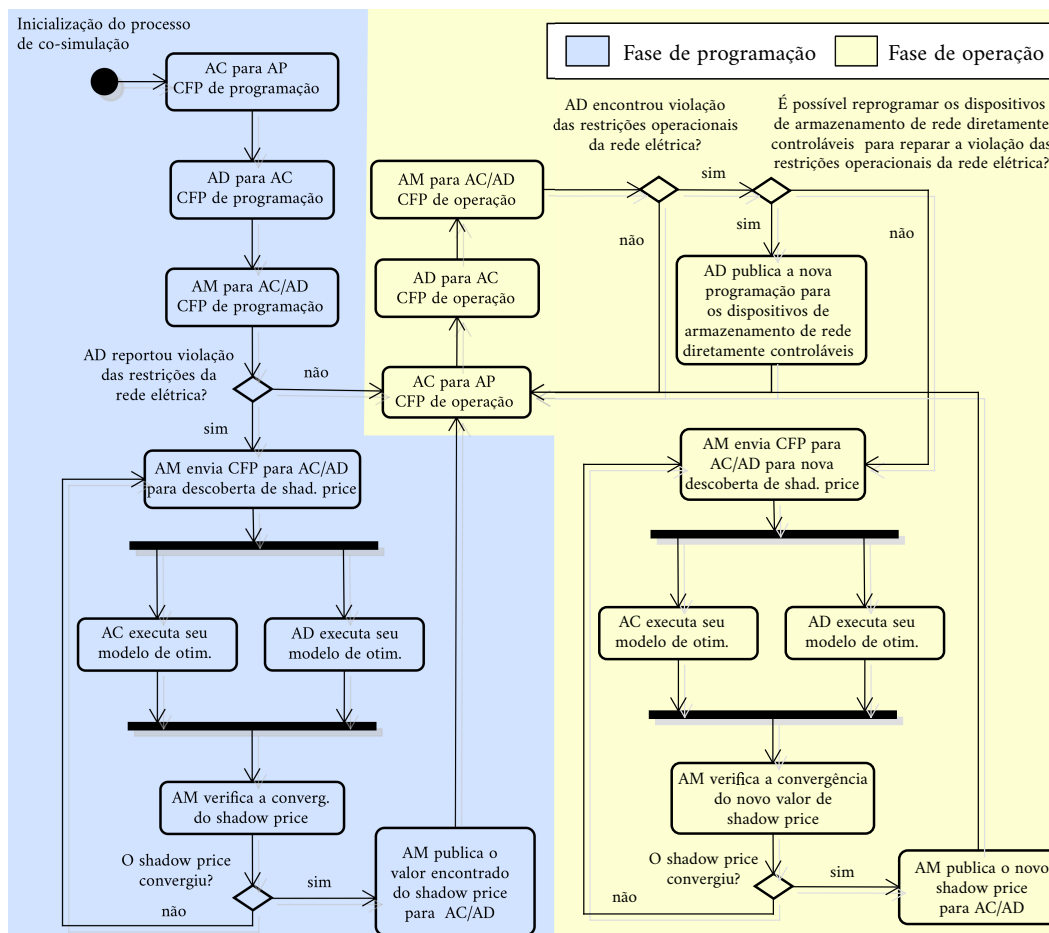 Inicialização do processo
de co-simulação
AC para AP
CFP de programação
AD para AC
CFP de programação
AM para AC/AD
CFP de programação
AD reportou violação
das restrições da
rede elétrica?
não
sim
AM envia CFP para AC/AD
para descoberta de shad. price
AC executa seu
modelo de otim.
AD executa seu
modelo de otim.
AM verifica a converg.
do shadow price
O shadow price
convergiu?
sim
não
AM publica o
valor encontrado
do shadow price
para AC/AD
Fase de programação
Fase de operação
AD encontrou violação
das restrições operacionais
da rede elétrica?
É possível reprogramar os dispositivos
de armazenamento de rede diretamente
controláveis para reparar a violação das
restrições operacionais da rede elétrica?
AM para AC/AD
CFP de operação
AD para AC
CFP de operação
AC para AP
CFP de operação
sim
não
sim
não
AD publica a nova
programação para
os dispositivos de
armazenamento de rede
diretamente controláveis
AM envia CFP para
AC/AD para nova
descoberta de shad. price
AC executa seu
modelo de otim.
AD executa seu
modelo de otim.
AM verifica a convergência
do novo valor de
shadow price
O shadow price
convergiu?
sim
não
AM publica o novo
shadow price
para AC/AD